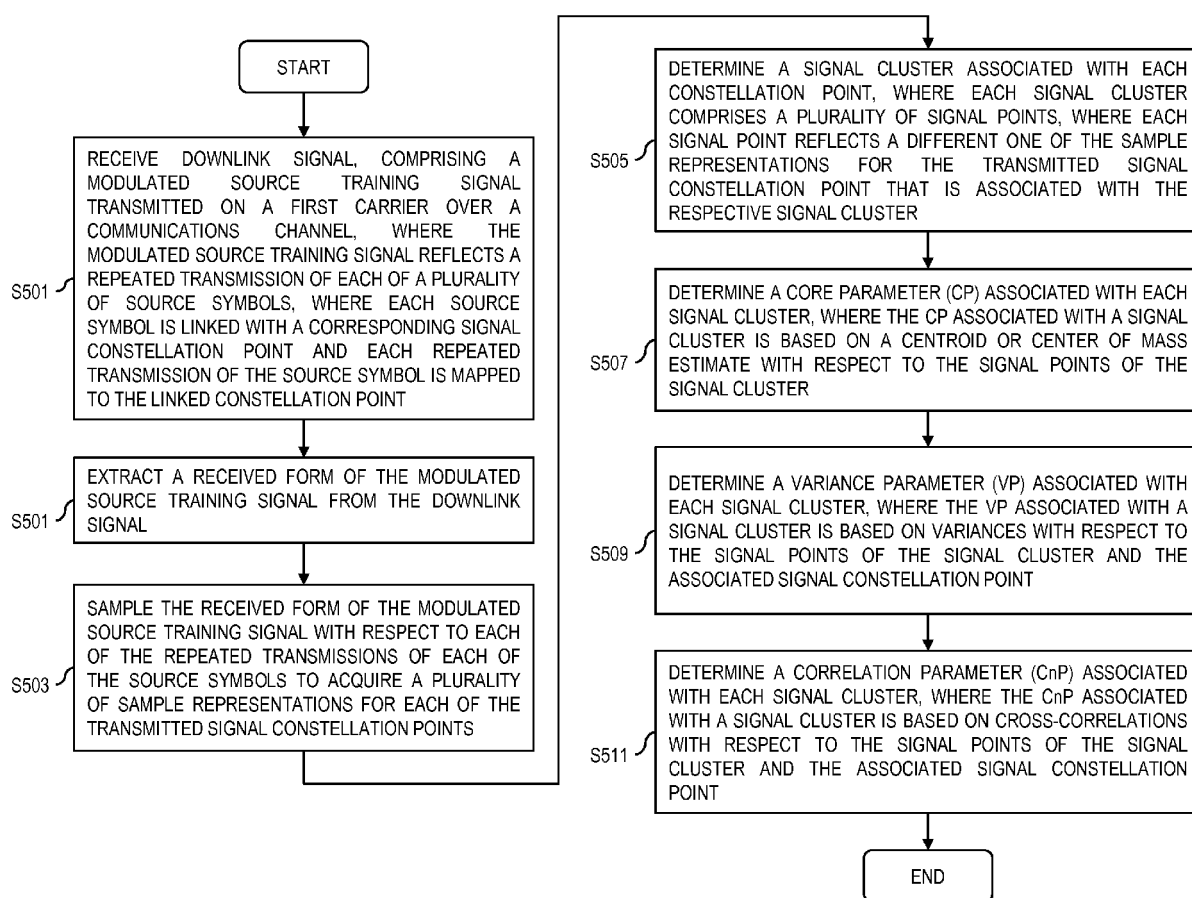 START
RECEIVE DOWNLINK SIGNAL, COMPRISING A
MODULATED SOURCE TRAINING SIGNAL
TRANSMITTED ON A FIRST CARRIER OVER A
COMMUNICATIONS CHANNEL, WHERE THE
MODULATED SOURCE TRAINING SIGNAL REFLECTS A
REPEATED TRANSMISSION OF EACH OF A PLURALITY
OF SOURCE SYMBOLS, WHERE EACH SOURCE
SYMBOL IS LINKED WITH A CORRESPONDING SIGNAL
CONSTELLATION POINT AND EACH REPEATED
TRANSMISSION OF THE SOURCE SYMBOL IS MAPPED
TO THE LINKED CONSTELLATION POINT
S501
EXTRACT A RECEIVED FORM OF THE MODULATED
SOURCE TRAINING SIGNAL FROM THE DOWNLINK
SIGNAL
S501
SAMPLE THE RECEIVED FORM OF THE MODULATED
SOURCE TRAINING SIGNAL WITH RESPECT TO EACH
OF THE REPEATED TRANSMISSIONS OF EACH OF
THE SOURCE SYMBOLS TO ACQUIRE A PLURALITY
OF SAMPLE REPRESENTATIONS FOR EACH OF THE
TRANSMITTED SIGNAL CONSTELLATION POINTS
S503
DETERMINE A SIGNAL CLUSTER ASSOCIATED WITH EACH
CONSTELLATION POINT, WHERE EACH SIGNAL CLUSTER
COMPRISES A PLURALITY OF SIGNAL POINTS, WHERE EACH
SIGNAL POINT REFLECTS A DIFFERENT ONE OF THE SAMPLE
REPRESENTATIONS FOR THE TRANSMITTED SIGNAL
CONSTELLATION POINT THAT IS ASSOCIATED WITH THE
RESPECTIVE SIGNAL CLUSTER
S505
DETERMINE A CORE PARAMETER (CP) ASSOCIATED WITH EACH
SIGNAL CLUSTER, WHERE THE CP ASSOCIATED WITH A SIGNAL
CLUSTER IS BASED ON A CENTROID OR CENTER OF MASS
ESTIMATE WITH RESPECT TO THE SIGNAL POINTS OF THE
SIGNAL CLUSTER
S507
DETERMINE A VARIANCE PARAMETER (VP) ASSOCIATED WITH
EACH SIGNAL CLUSTER, WHERE THE VP ASSOCIATED WITH A
SIGNAL CLUSTER IS BASED ON VARIANCES WITH RESPECT TO
THE SIGNAL POINTS OF THE SIGNAL CLUSTER AND THE
ASSOCIATED SIGNAL CONSTELLATION POINT
S509
DETERMINE A CORRELATION PARAMETER (CnP) ASSOCIATED
WITH EACH SIGNAL CLUSTER, WHERE THE CnP ASSOCIATED
WITH A SIGNAL CLUSTER IS BASED ON CROSS-CORRELATIONS
WITH RESPECT TO THE SIGNAL POINTS OF THE SIGNAL
CLUSTER AND THE ASSOCIATED SIGNAL CONSTELLATION
POINT
S511
END